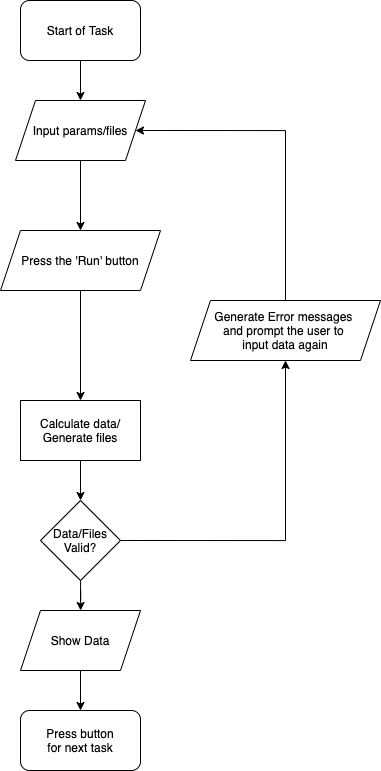 Start of Task
Input params/files
Press the 'Run' button
Generate Error messages
and prompt the user to
input data again
Calculate data/
Generate files
Data/Files
Valid?
Show Data
Press button
for next task